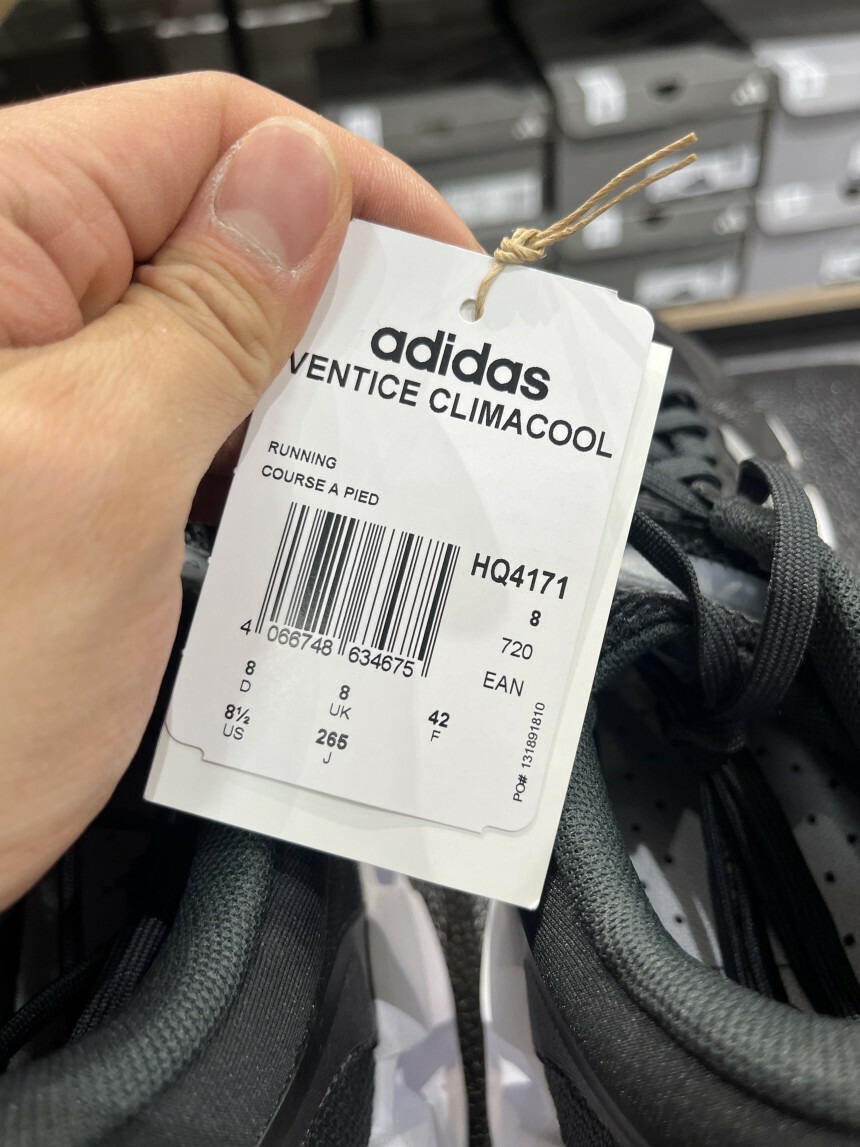 adidas
VENTICE CLIMACOOL
RUNNING
COURSE A PIED
HQ4171
8
720
EAN
4 066748 634675
8 D
8 UK
42 F
8½ US
265 J
PO# 131891810